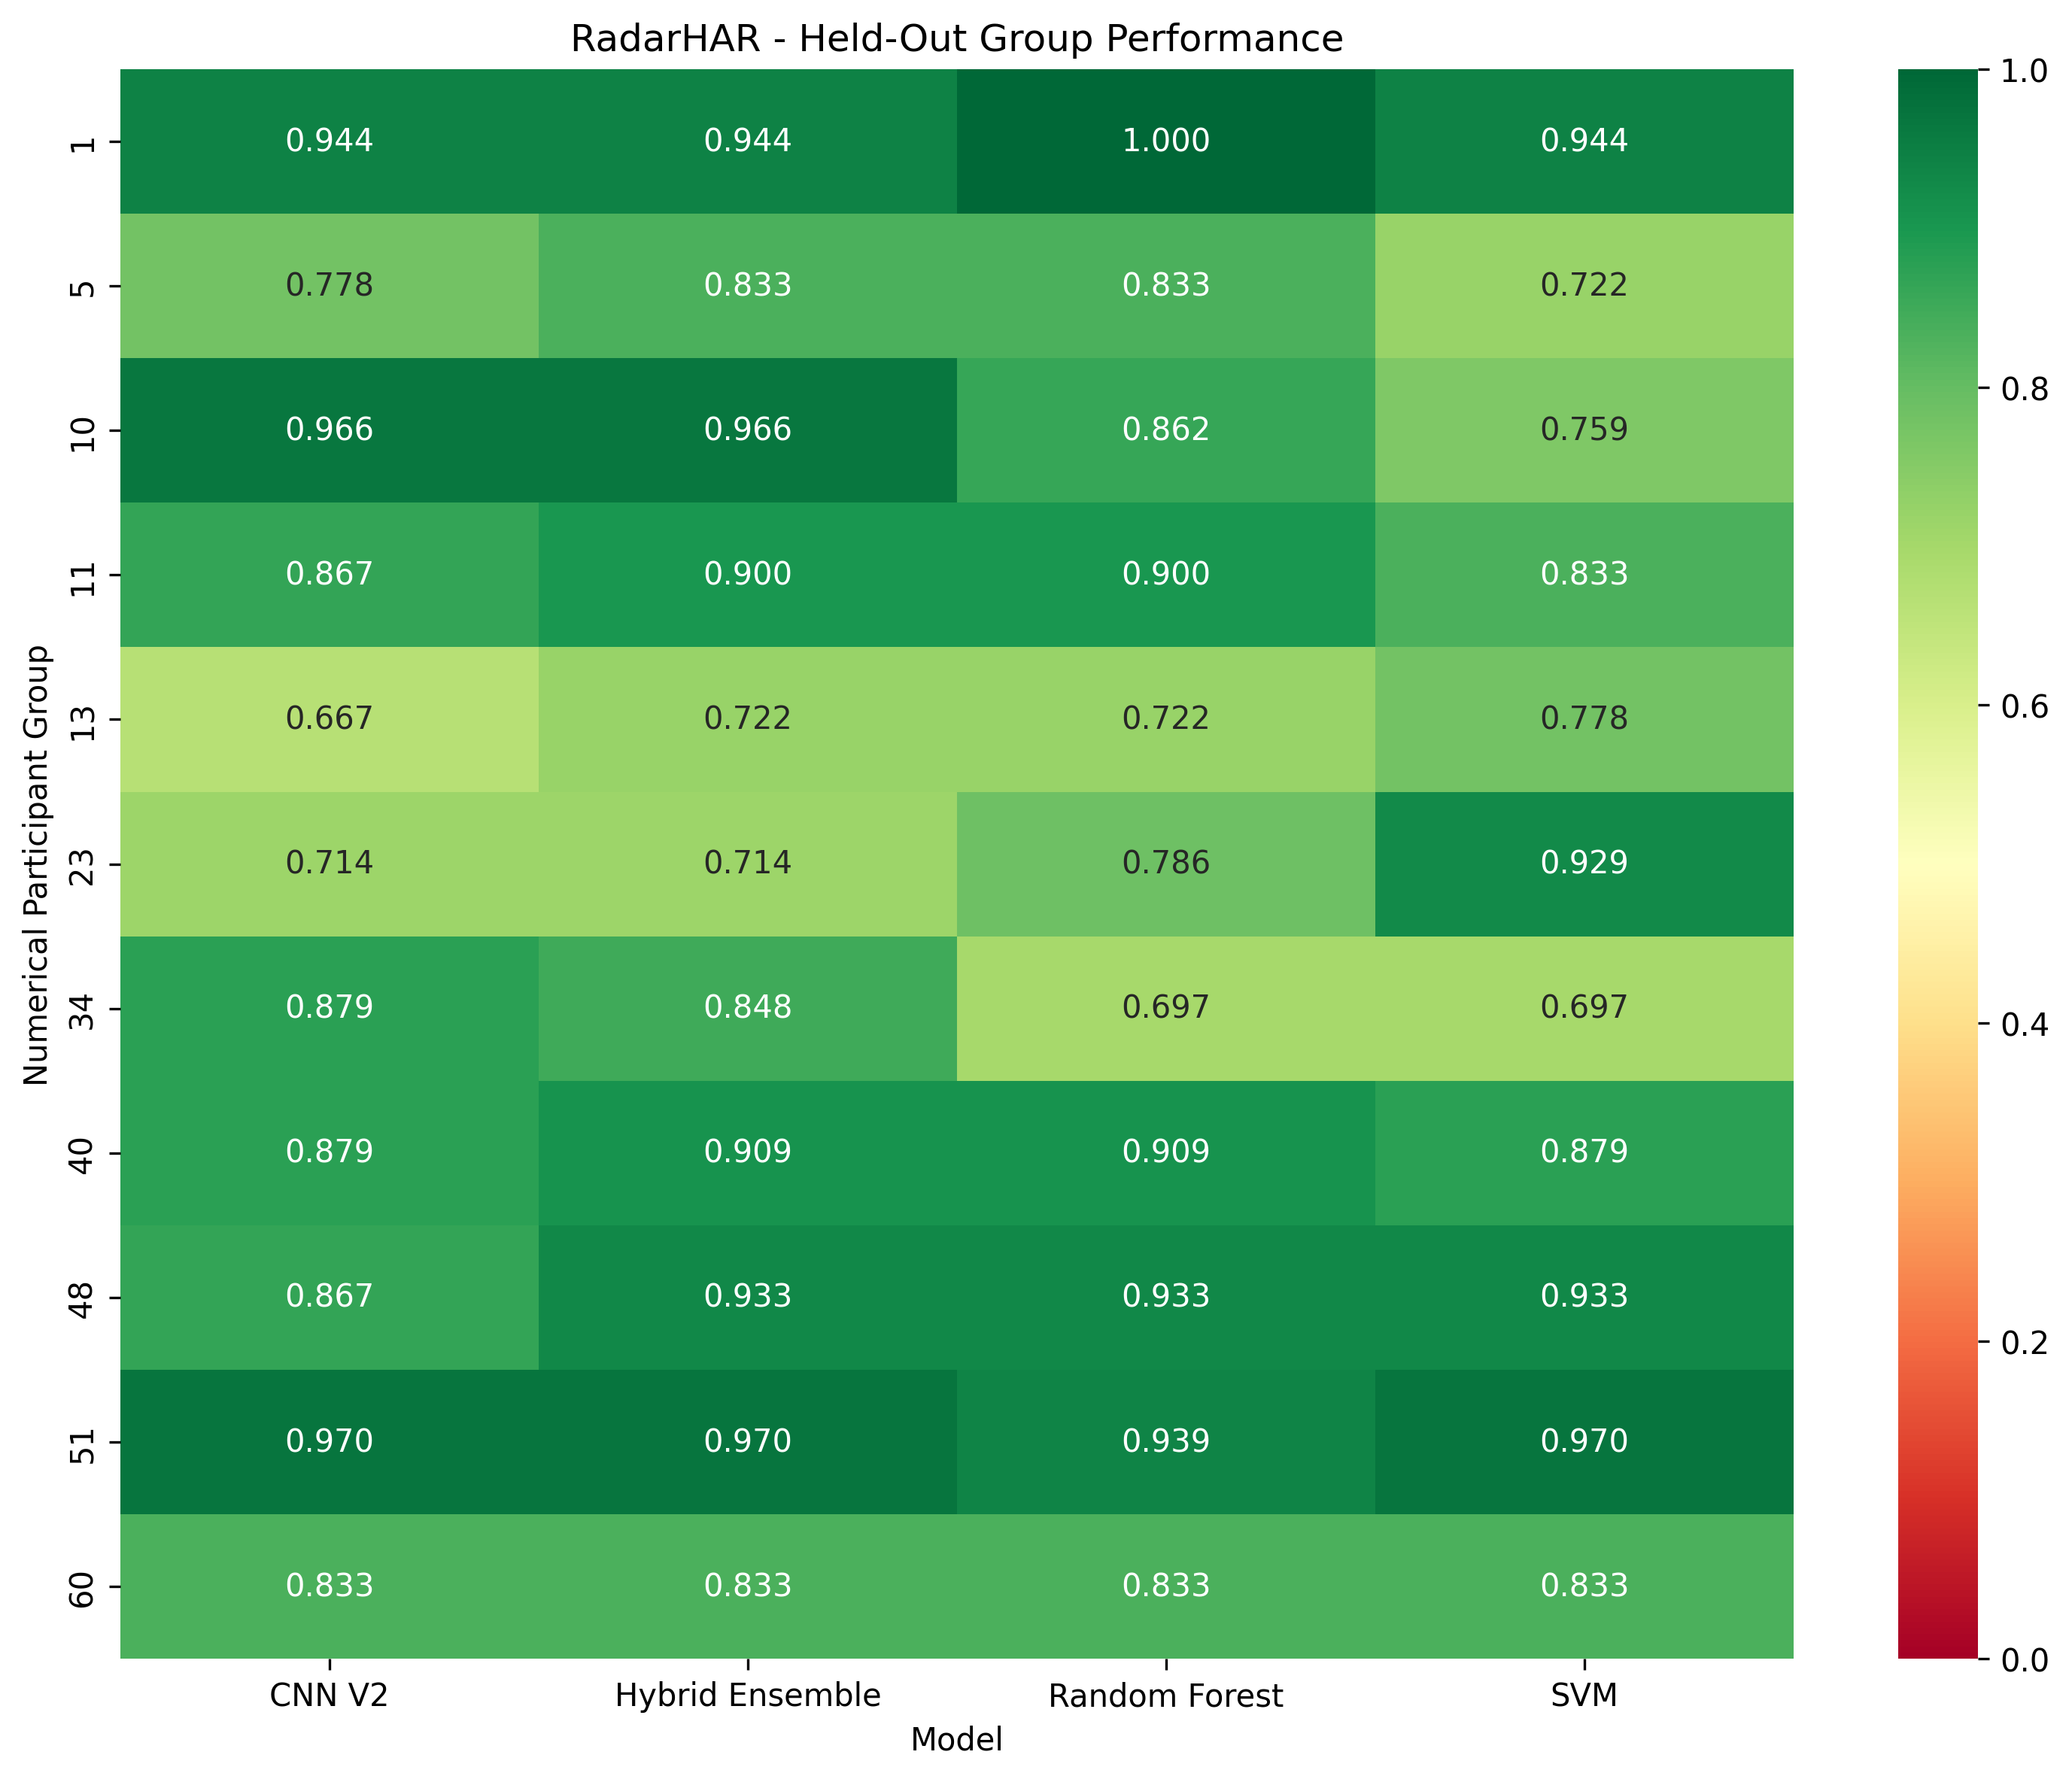 RadarHAR - Held-Out Group Performance
Numerical Participant Group
1 0.944 0.944 1.000 0.944
5 0.778 0.833 0.833 0.722
10 0.966 0.966 0.862 0.759
11 0.867 0.900 0.900 0.833
13 0.667 0.722 0.722 0.778
23 0.714 0.714 0.786 0.929
34 0.879 0.848 0.697 0.697
40 0.879 0.909 0.909 0.879
48 0.867 0.933 0.933 0.933
51 0.970 0.970 0.939 0.970
60 0.833 0.833 0.833 0.833
CNN V2 Hybrid Ensemble Random Forest SVM
Model
1.0
0.8
0.6
0.4
0.2
0.0